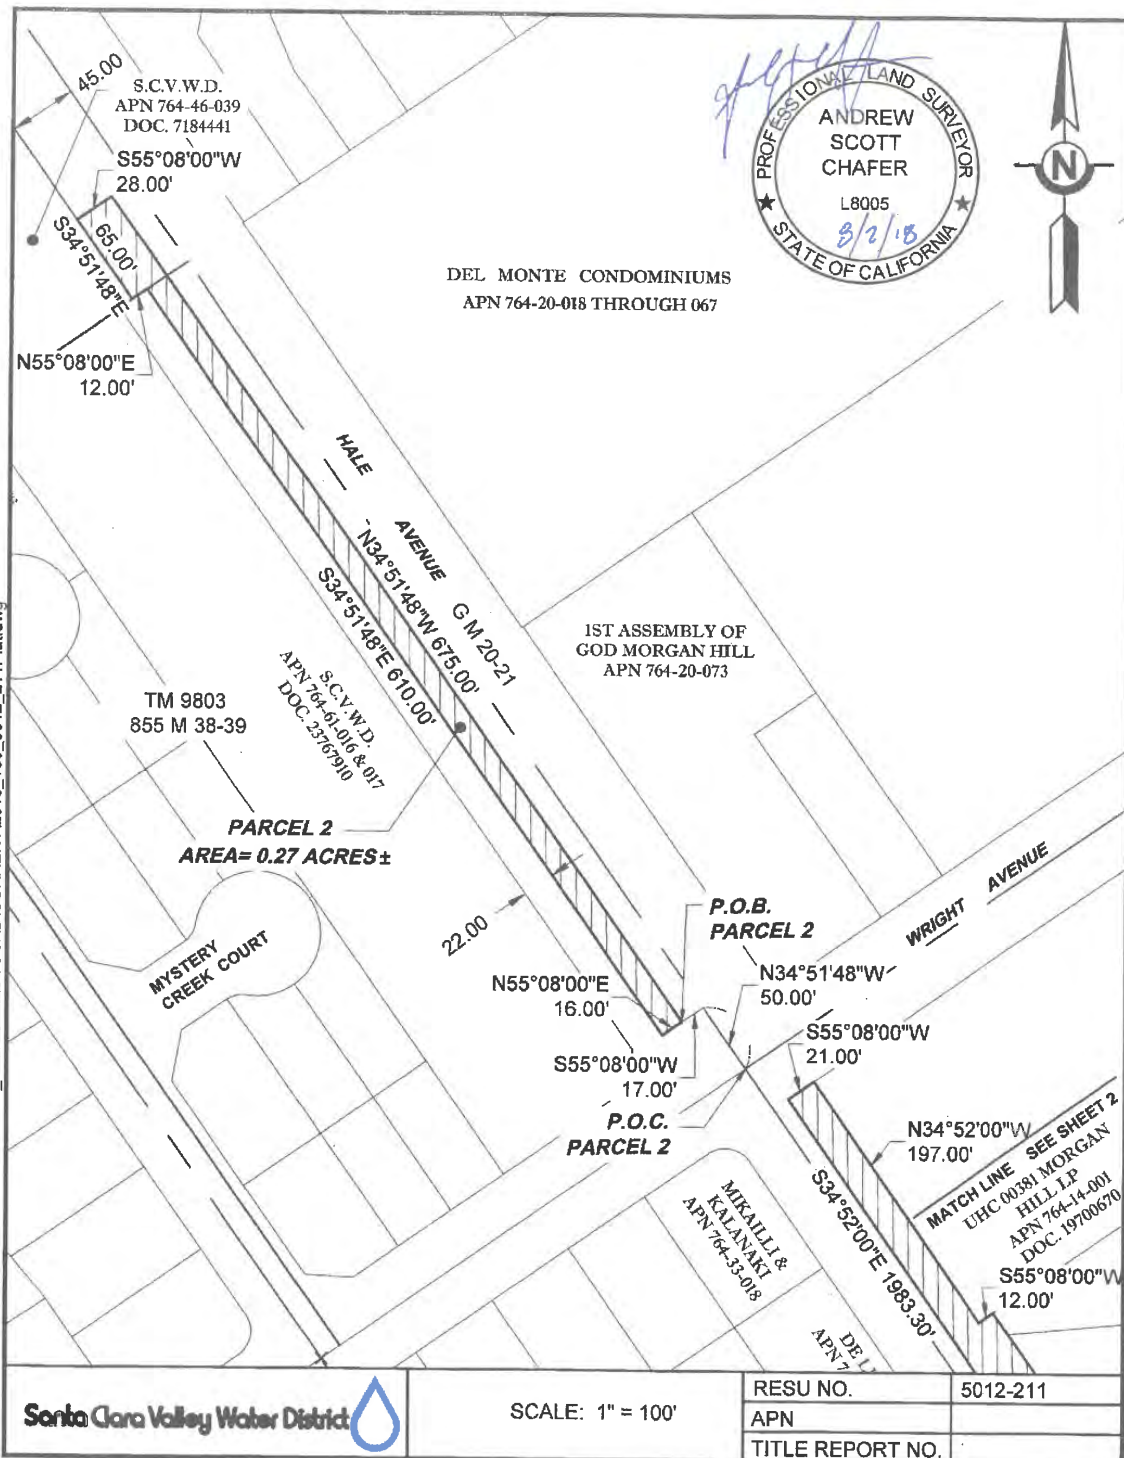 45.00
S.C.V.W.D.
APN 764-46-039
DOC. 7184441
S55°08'00"W
28.00'
65.00'
S34°51'48"E
N55°08'00"E
12.00'
PROFESSIONAL LAND SURVEYOR
ANDREW
SCOTT
CHAFER
L8005
8/2/18
STATE OF CALIFORNIA
N
DEL MONTE CONDOMINIUMS
APN 764-20-018 THROUGH 067
HALE
AVENUE
G M 20-21
N34°51'48"W 675.00'
S34°51'48"E 610.00'
S.C.V.W.D.
APN 764-61-016 & 017
DOC. 23767910
1ST ASSEMBLY OF
GOD MORGAN HILL
APN 764-20-073
TM 9803
855 M 38-39
PARCEL 2
AREA= 0.27 ACRES±
22.00
MYSTERY
CREEK COURT
P.O.B.
PARCEL 2
WRIGHT AVENUE
N55°08'00"E
16.00'
N34°51'48"W
50.00'
S55°08'00"W
17.00'
S55°08'00"W
21.00'
P.O.C.
PARCEL 2
N34°52'00"W
197.00'
MATCH LINE SEE SHEET 2
UHC 00381 MORGAN
HILL LP
APN 764-14-001
DOC. 19700670
S34°52'00"E 1983.30'
S55°08'00"W
12.00'
MIKAILLI &
KALANAKI
APN 764-33-018
DE
APN 7
Santa Clara Valley Water District
SCALE: 1" = 100'
RESU NO. 5012-211
APN
TITLE REPORT NO.